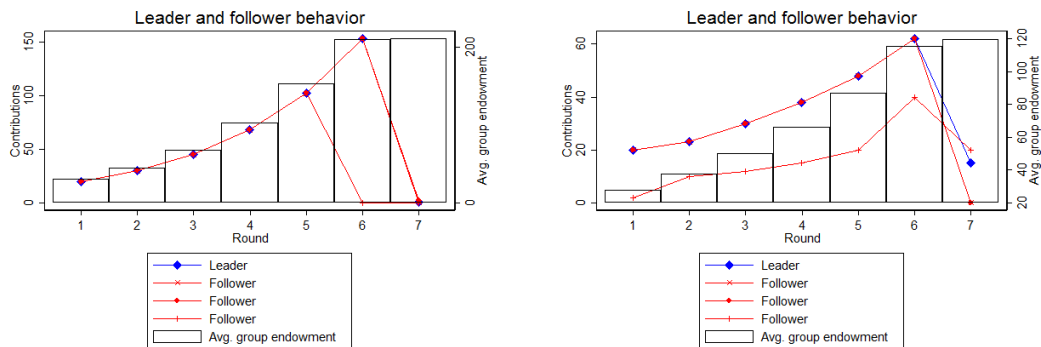 Leader and follower behavior
150
100
50
0
Contributions
200
0
Avg. group endowment
1 2 3 4 5 6 7
Round
Leader
Follower
Follower
Follower
Avg. group endowment
Leader and follower behavior
60
40
20
0
Contributions
120
100
80
60
40
20
Avg. group endowment
1 2 3 4 5 6 7
Round
Leader
Follower
Follower
Follower
Avg. group endowment